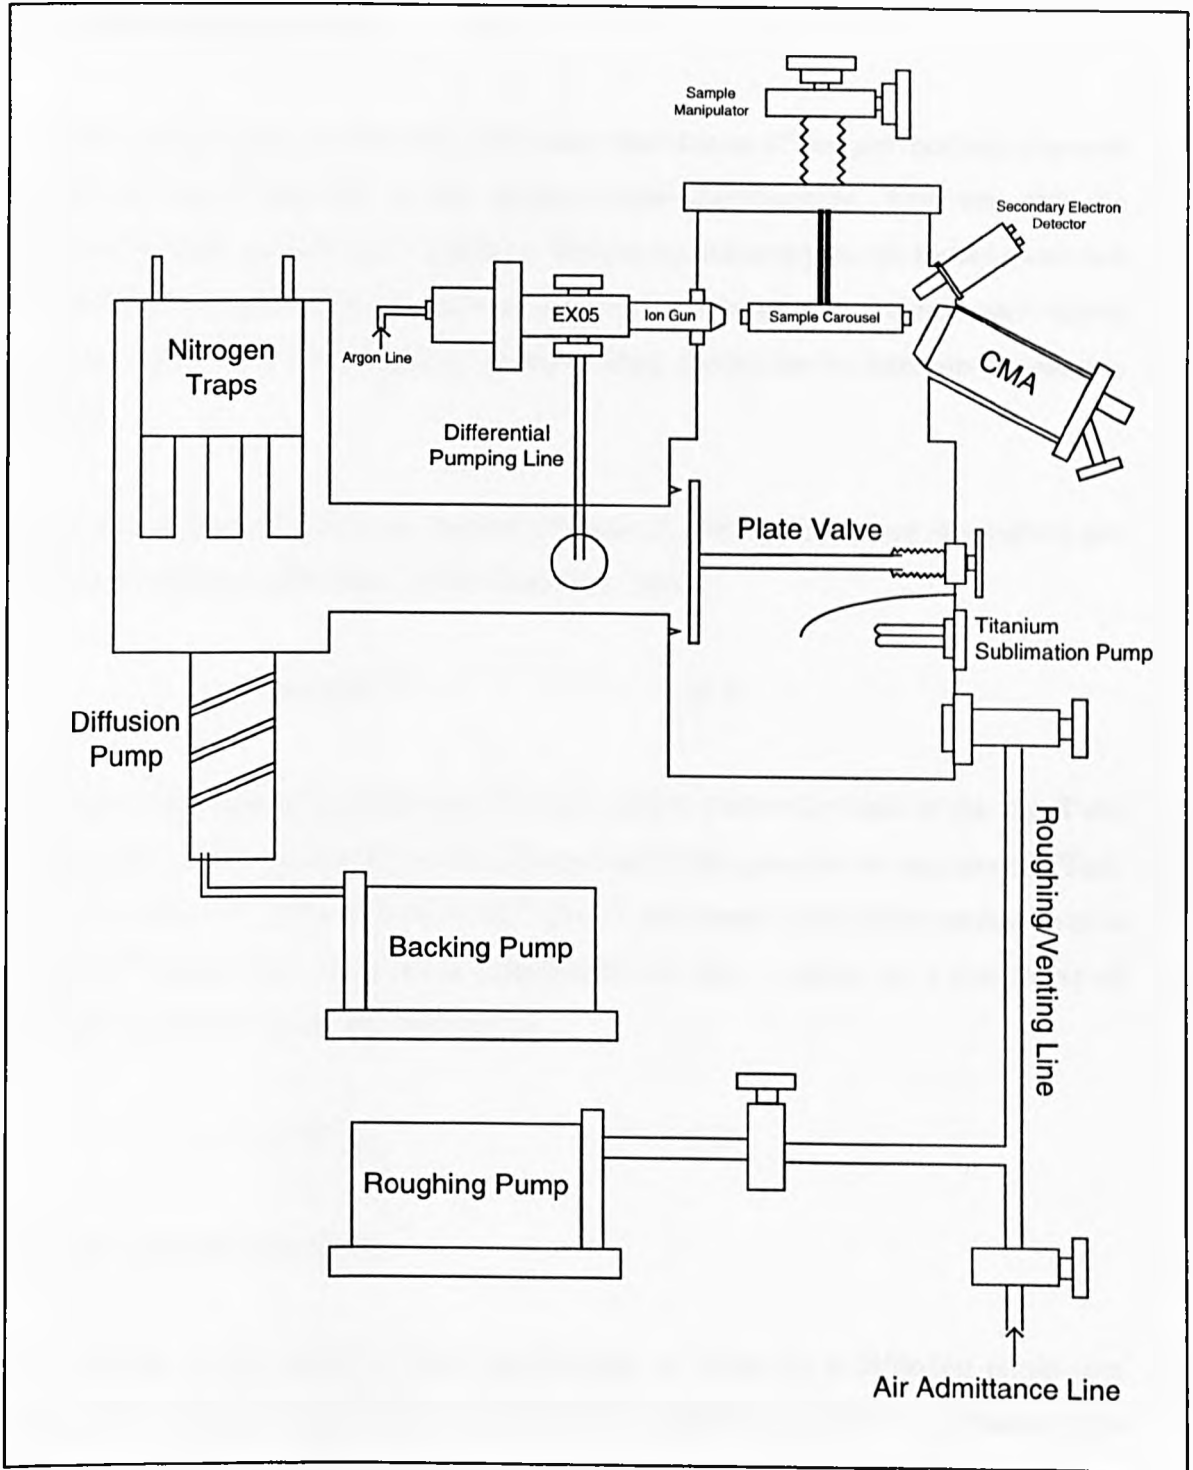 Sample
Manipulator
Secondary Electron
Detector
Nitrogen
Traps
EX05
Ion Gun
Sample Carousel
Argon Line
CMA
Differential
Pumping Line
Plate Valve
Titanium
Sublimation Pump
Diffusion
Pump
Roughing/Venting Line
Backing Pump
Roughing Pump
Air Admittance Line